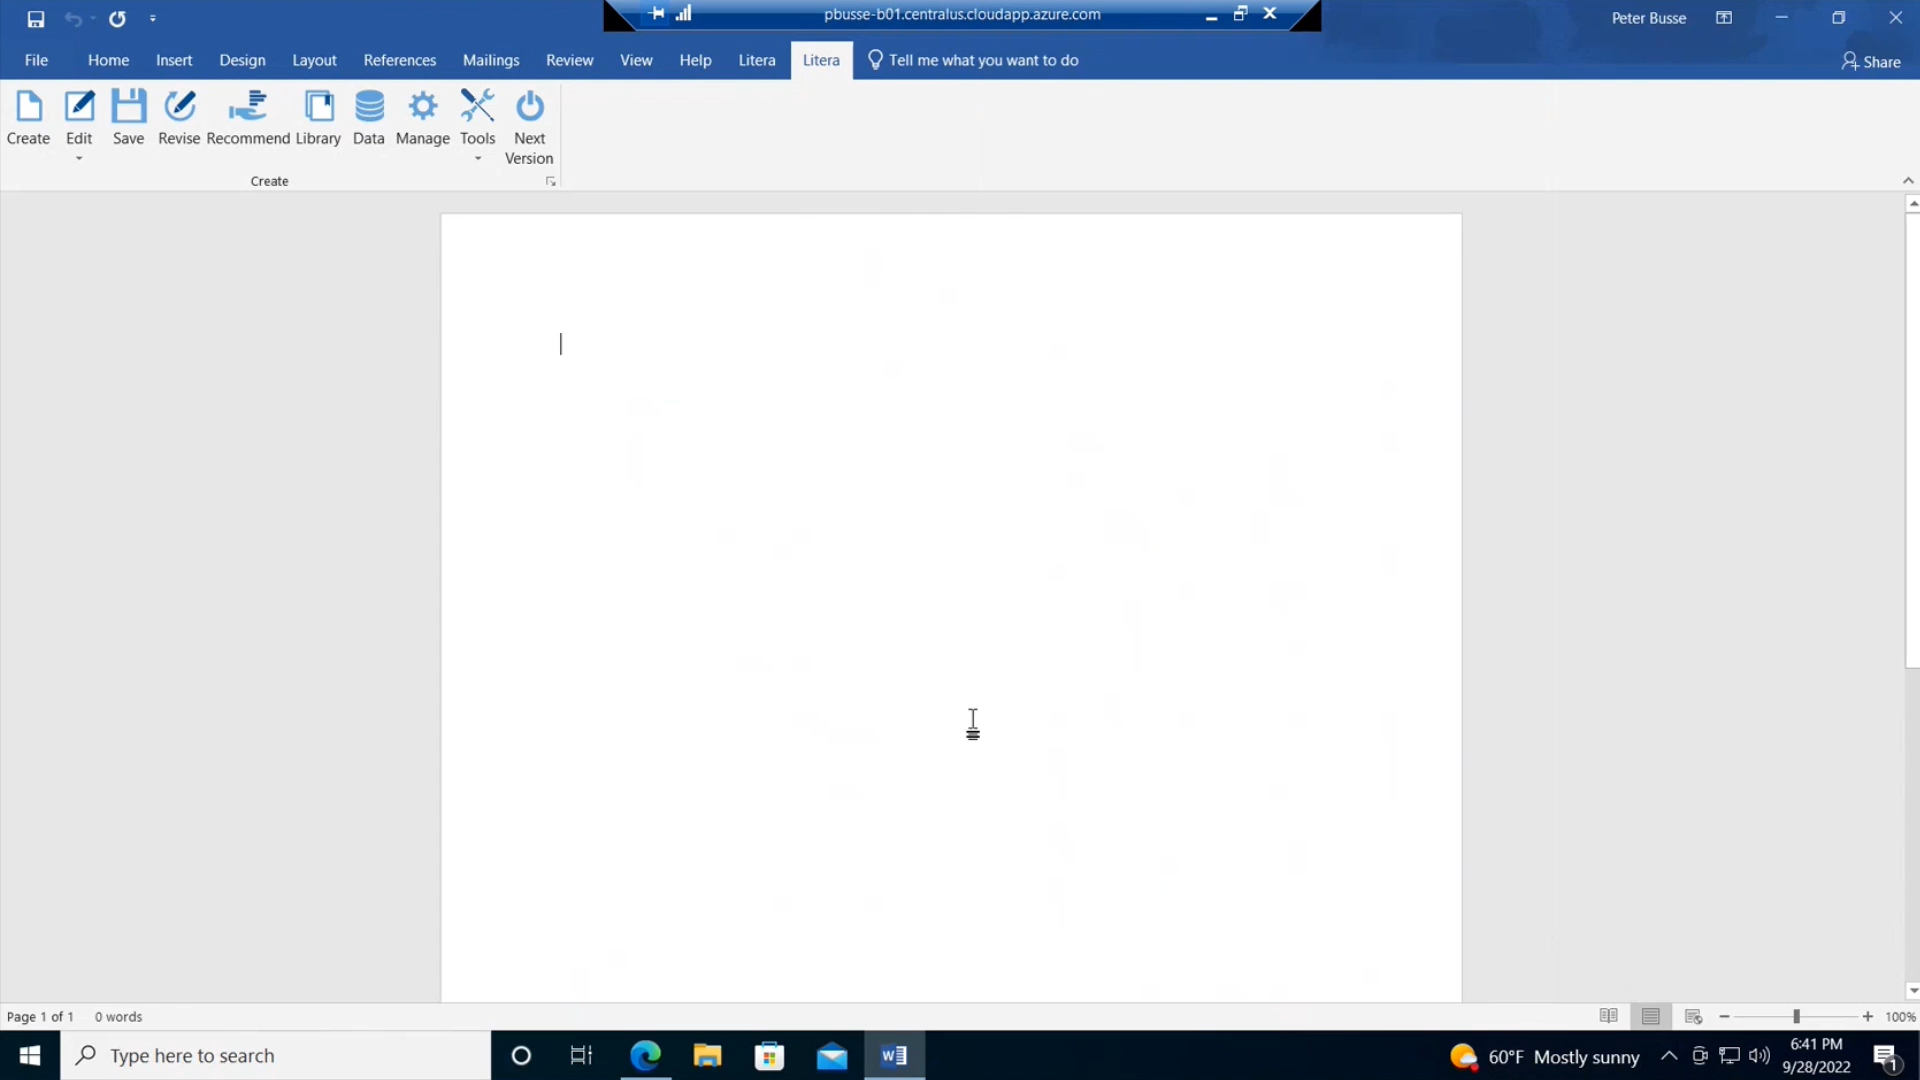 pbusse-b01.centralus.cloudapp.azure.com
Peter Busse
File Home Insert Design Layout References Mailings Review View Help Litera Litera Tell me what you want to do
Share
Create Edit Save Revise Recommend Library Data Manage Tools Next Version
Create
Page 1 of 1 0 words
100%
Type here to search
W
60°F Mostly sunny
6:41 PM
9/28/2022
1